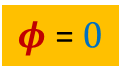 ϕ = 0